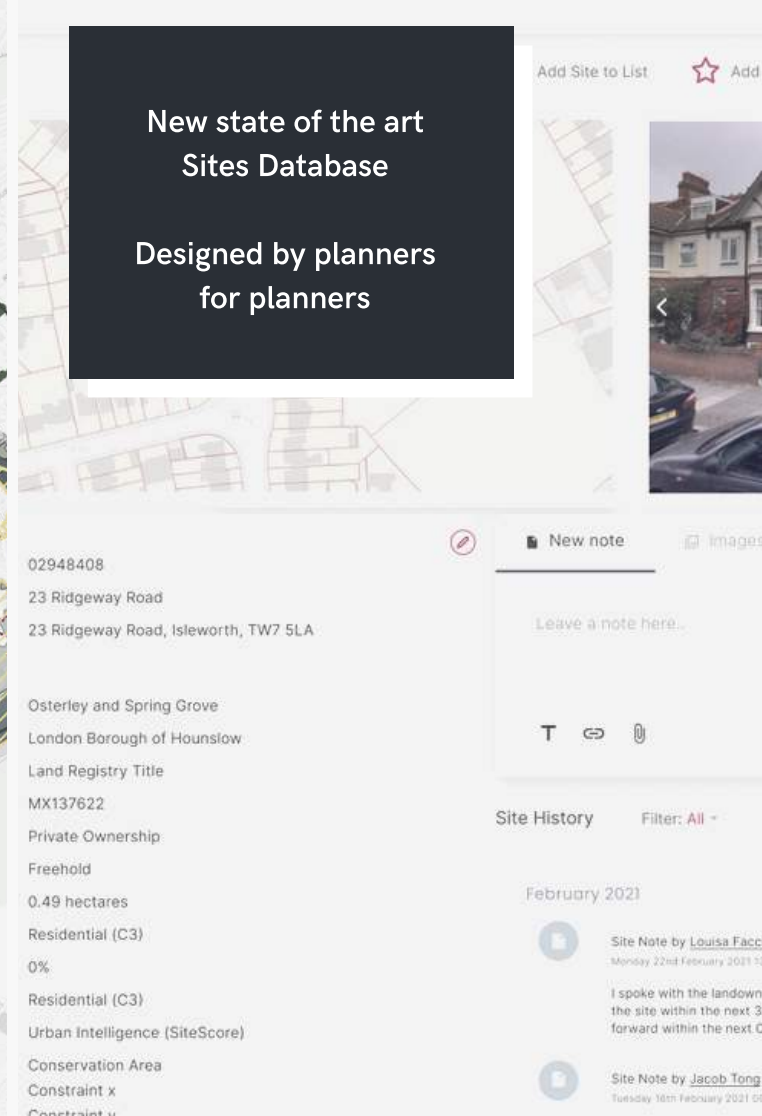 New state of the art
Sites Database
Designed by planners
for planners
Add Site to List
Add
02948408
23 Ridgeway Road
23 Ridgeway Road, Isleworth, TW7 5LA
Osterley and Spring Grove
London Borough of Hounslow
Land Registry Title
MX137622
Private Ownership
Freehold
0.49 hectares
Residential (C3)
0%
Residential (C3)
Urban Intelligence (SiteScore)
Conservation Area
Constraint x
Constraint y
New note
Images
Leave a note here..
Site History
Filter: All
February 2021
Site Note by Louisa Facc
Monday 22nd February 2021
I spoke with the landown
the site within the next 3
forward within the next
Site Note by Jacob Tong
Tuesday 16th February 2021